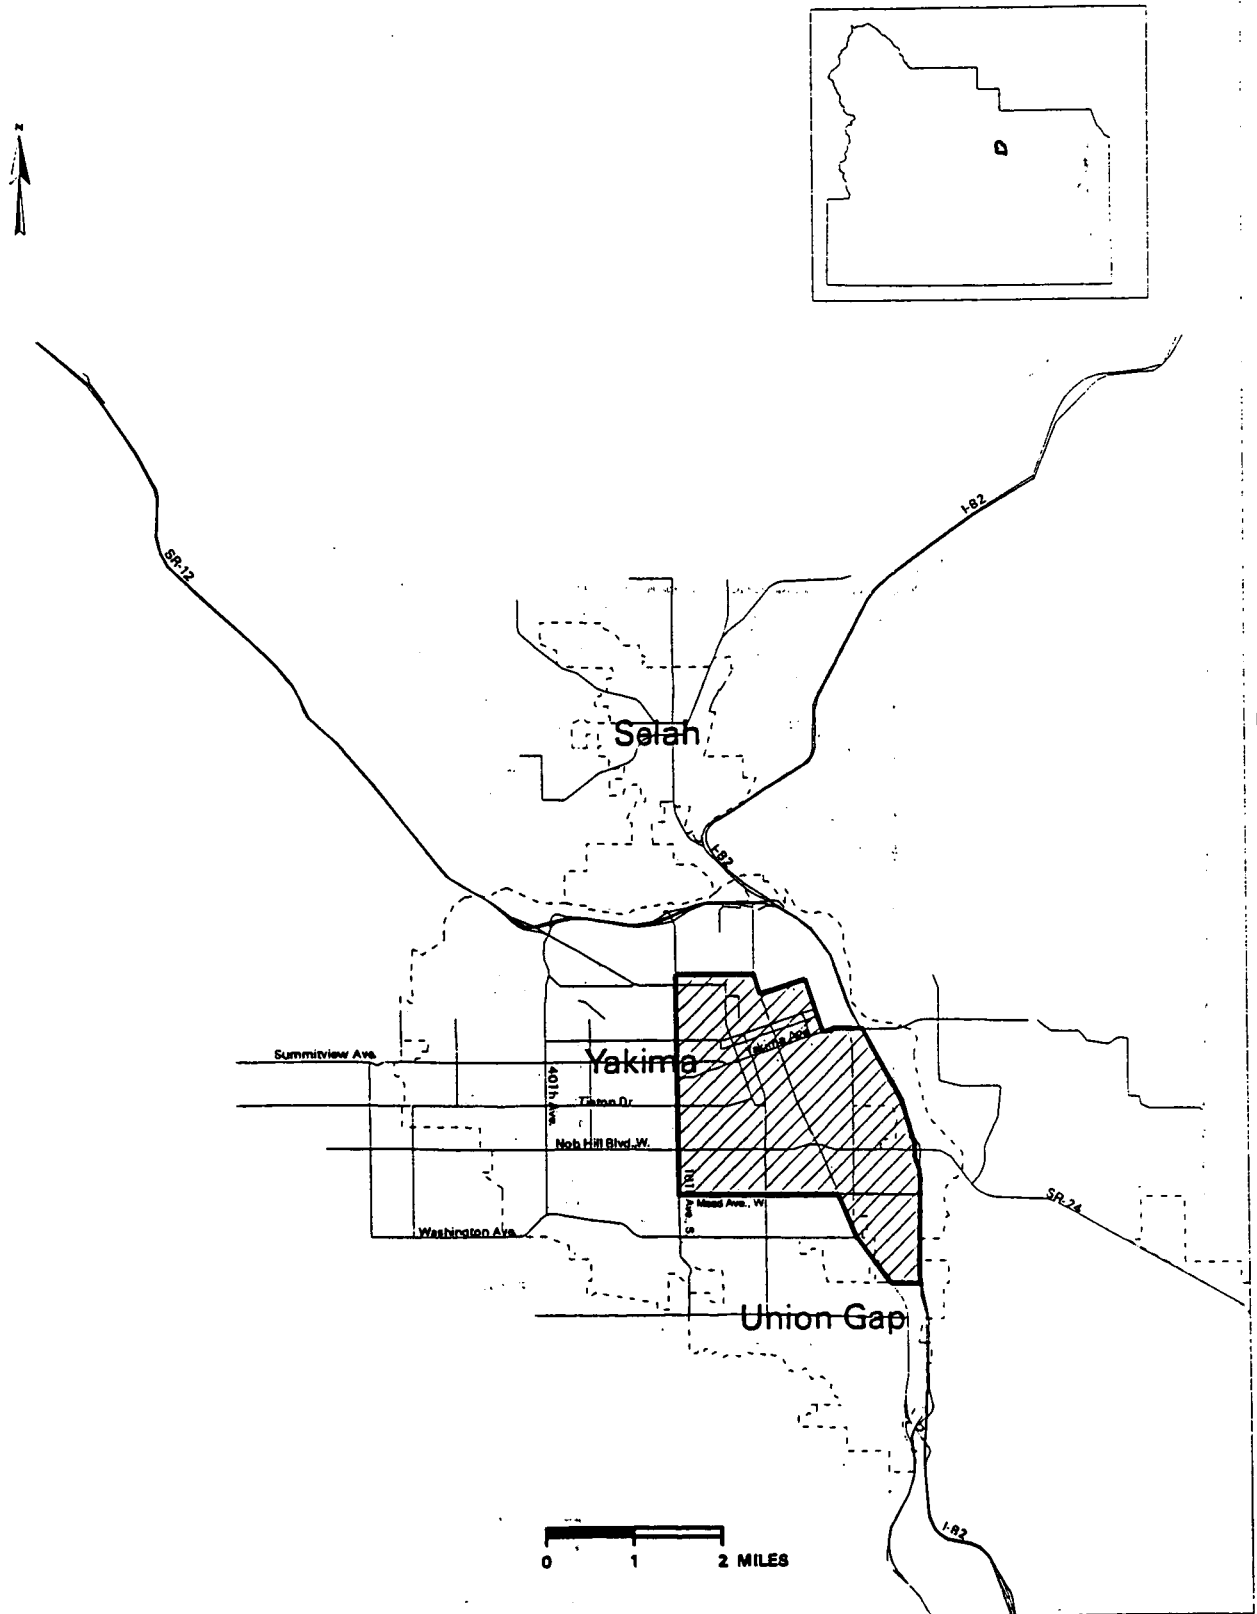 N
SR-12
I-82
Selah
I-82
Summitview Ave.
Yakima
Yakima Ave.
40th Ave.
Tieton Dr.
Nob Hill Blvd., W.
Ave., S.
Mead Ave., W.
SR-24
Washington Ave.
Union Gap
I-82
0 1 2 MILES